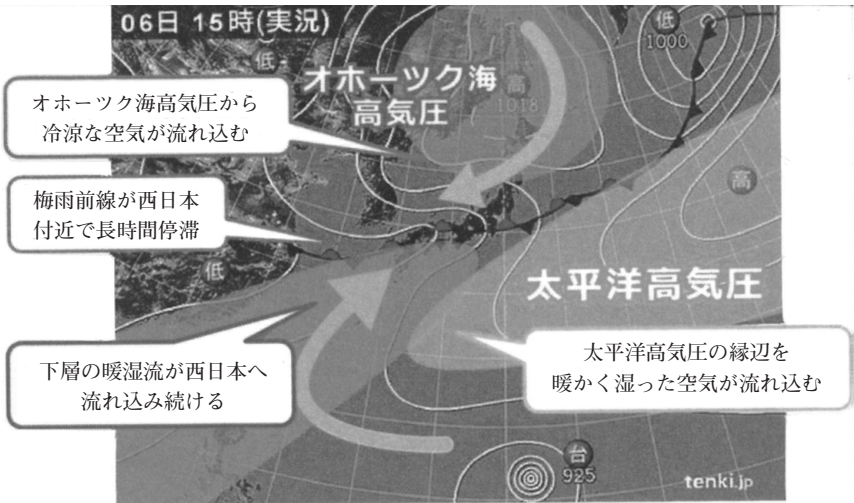 06日 15時(実況)
低
1000
低
オホーツク海
高気圧
高
1018
オホーツク海高気圧から
冷涼な空気が流れ込む
梅雨前線が西日本
付近で長時間停滞
高
低
太平洋高気圧
下層の暖湿流が西日本へ
流れ込み続ける
太平洋高気圧の縁辺を
暖かく湿った空気が流れ込む
台
925
tenki.jp